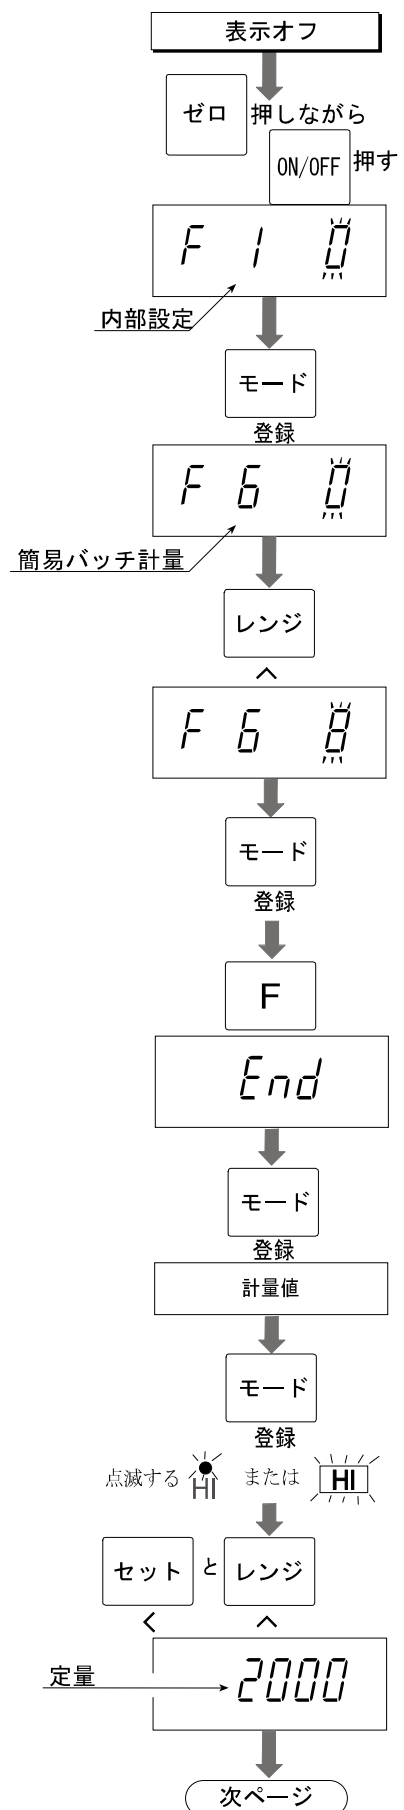 表示オフ
ゼロ 押しながら
ON/OFF 押す
F 1 0
内部設定
モード
登録
F 6 0
簡易バッチ計量
レンジ
^
F 6 8
モード
登録
F
End
モード
登録
計量値
モード
登録
点滅する HI または HI
セット と レンジ
< ^
定量 2000
次ページ